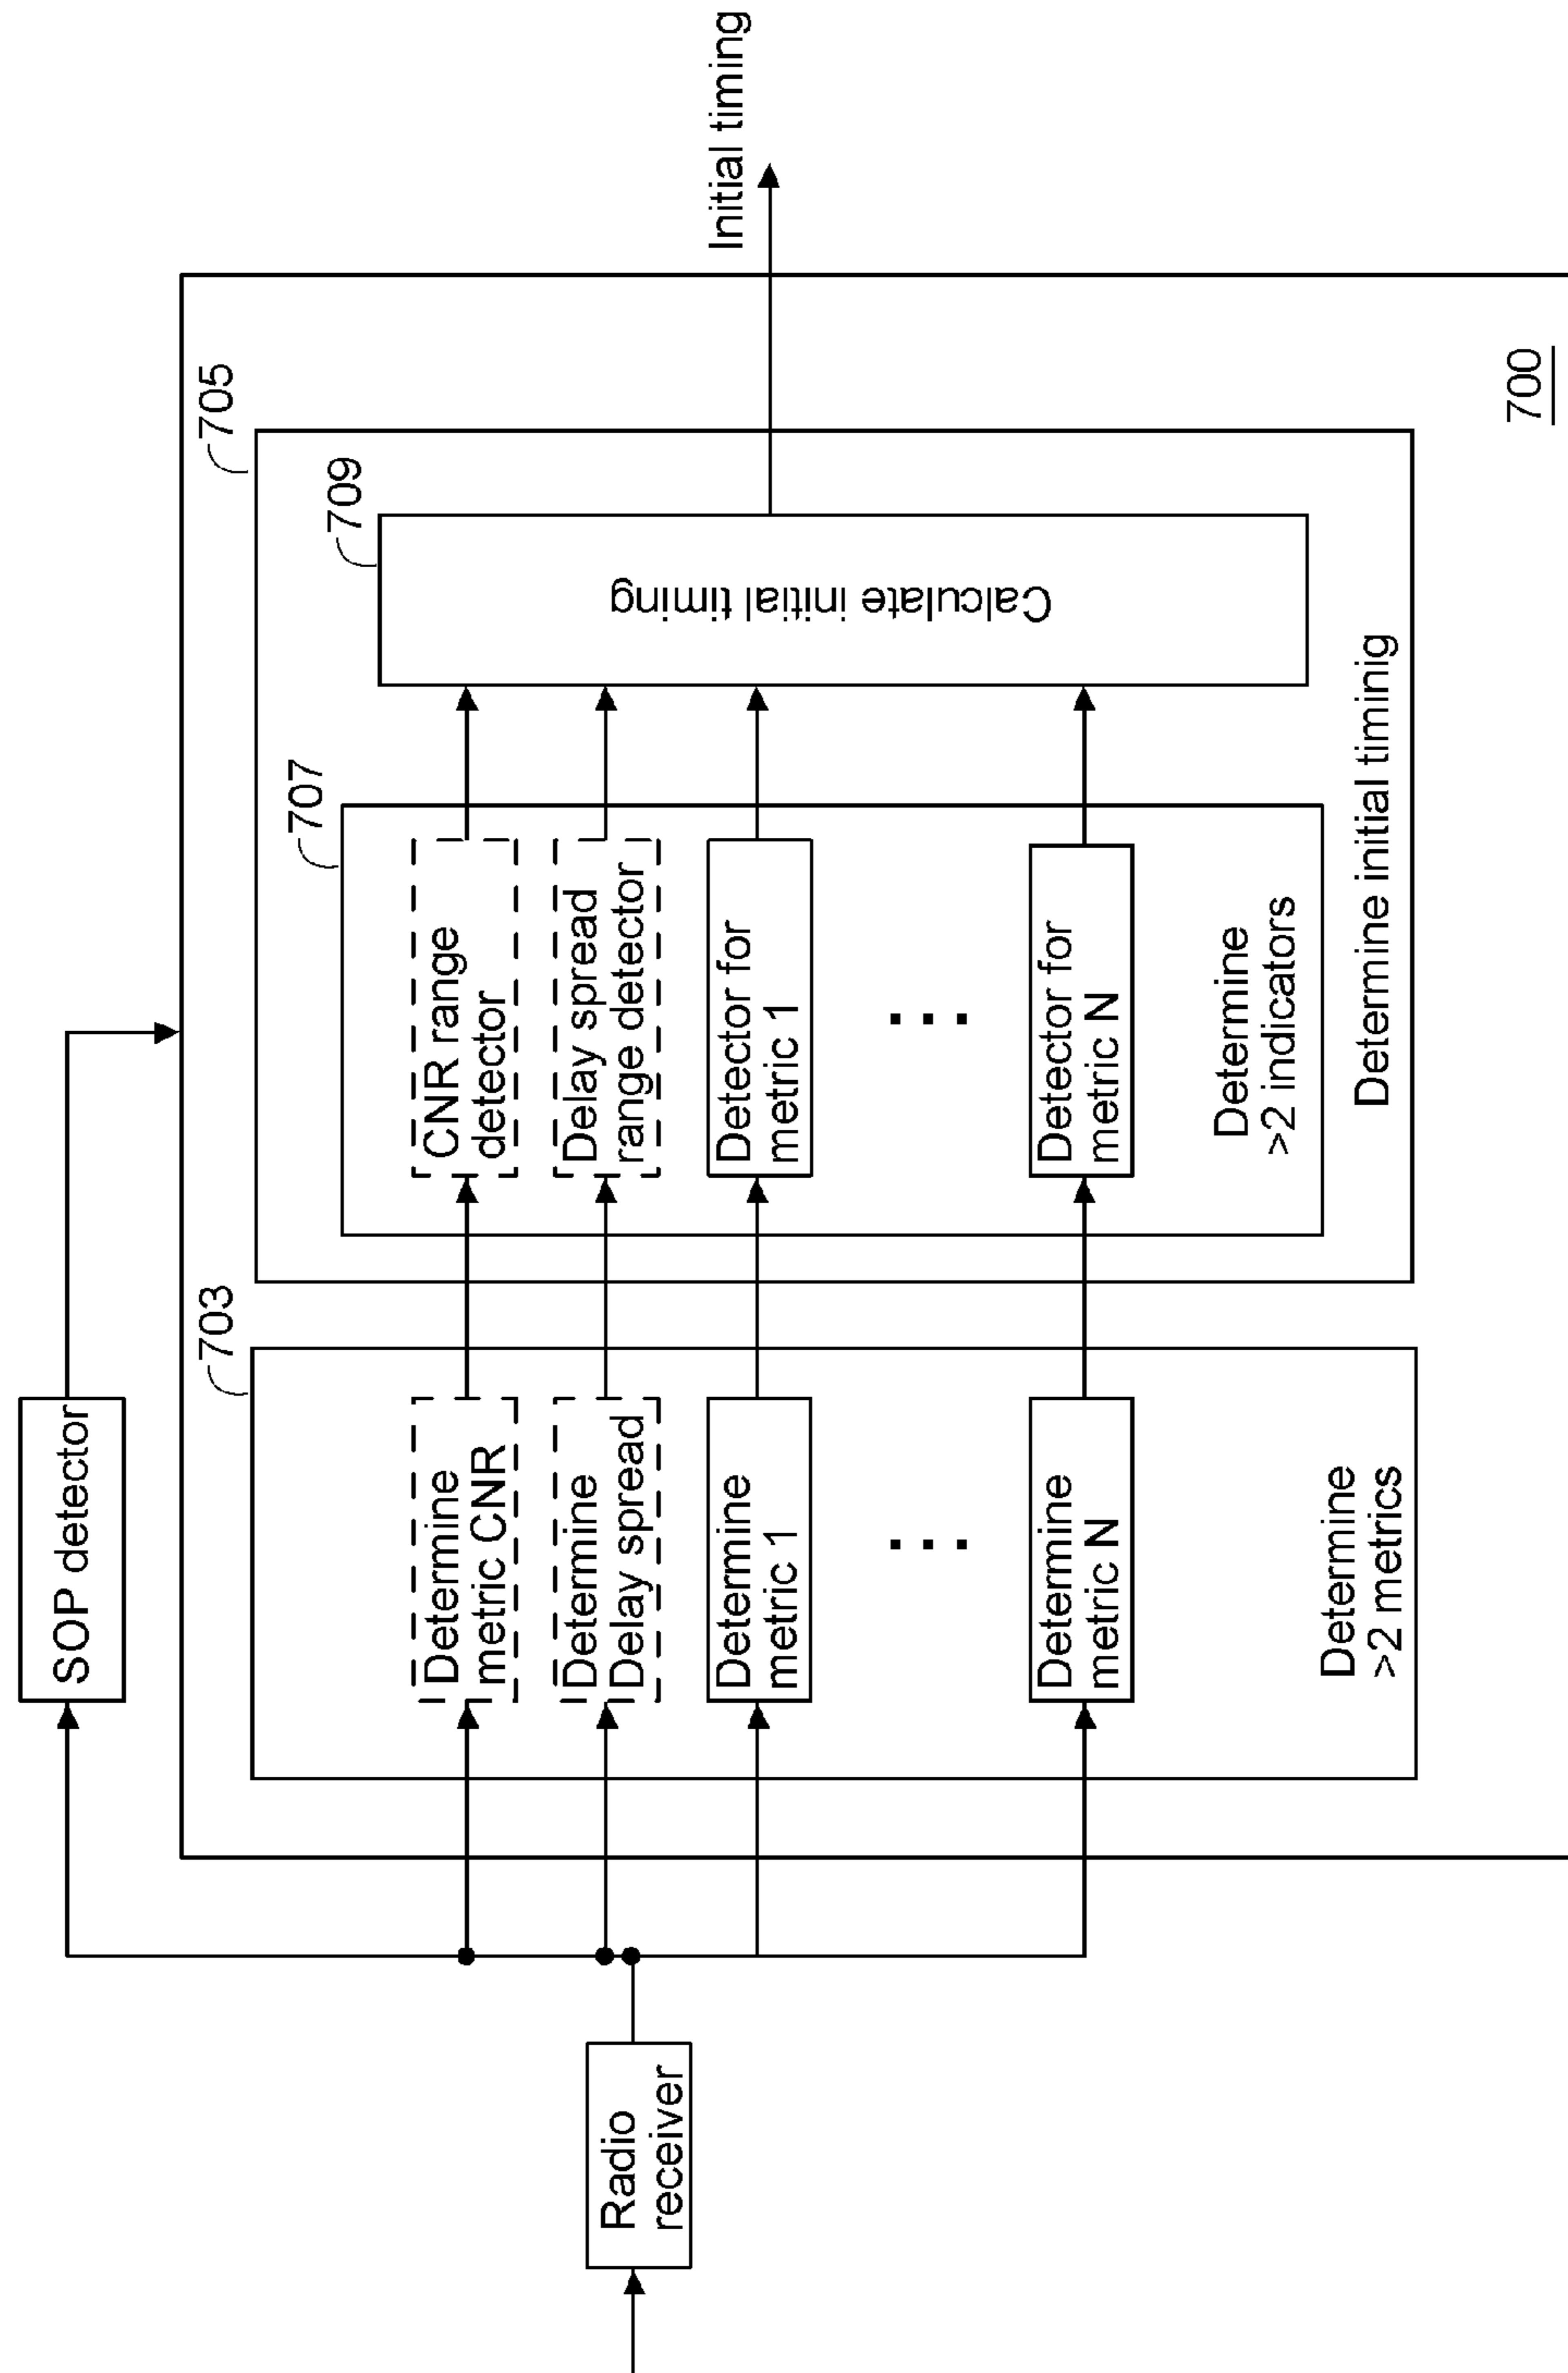 SOP detector
Radio
receiver
703
Determine
metric CNR
Determine
Delay spread
Determine
metric 1
...
Determine
metric N
Determine
>2 metrics
705
707
CNR range
detector
Delay spread
range detector
Detector for
metric 1
...
Detector for
metric N
Determine
>2 indicators
709
Calculate initial timing
Determine initial timinig
Initial timing
700